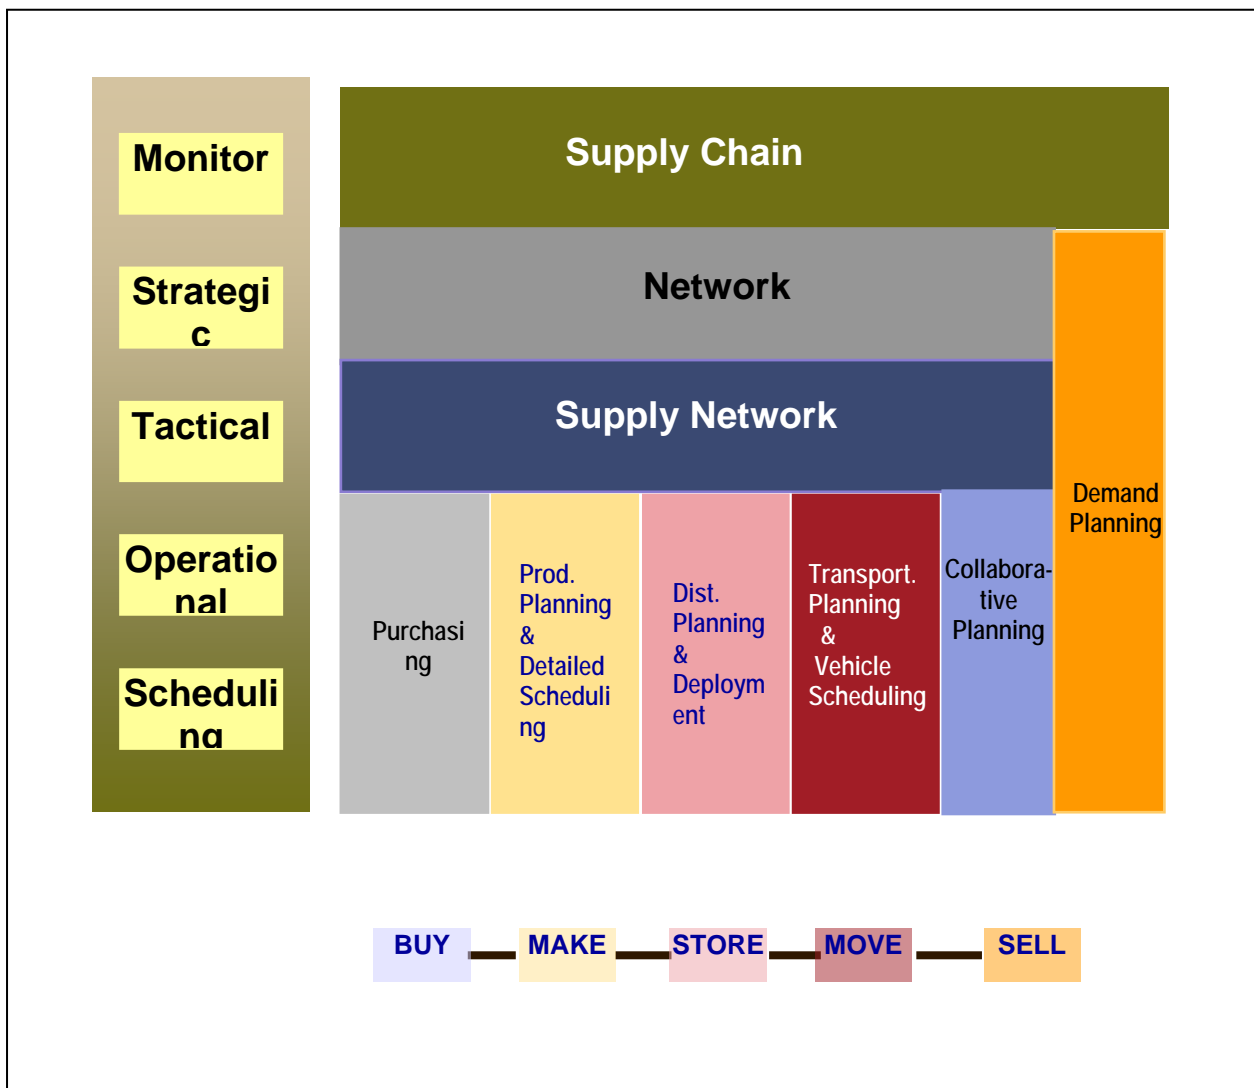 Monitor
Supply Chain
Strategi
c
Network
Tactical
Supply Network
Operatio
nal
Scheduli
ng
Purchasi
ng
Prod.
Planning
&
Detailed
Scheduli
ng
Dist.
Planning
&
Deploym
ent
Transport.
Planning
&
Vehicle
Scheduling
Collabora-
tive
Planning
Demand
Planning
BUY
MAKE
STORE
MOVE
SELL